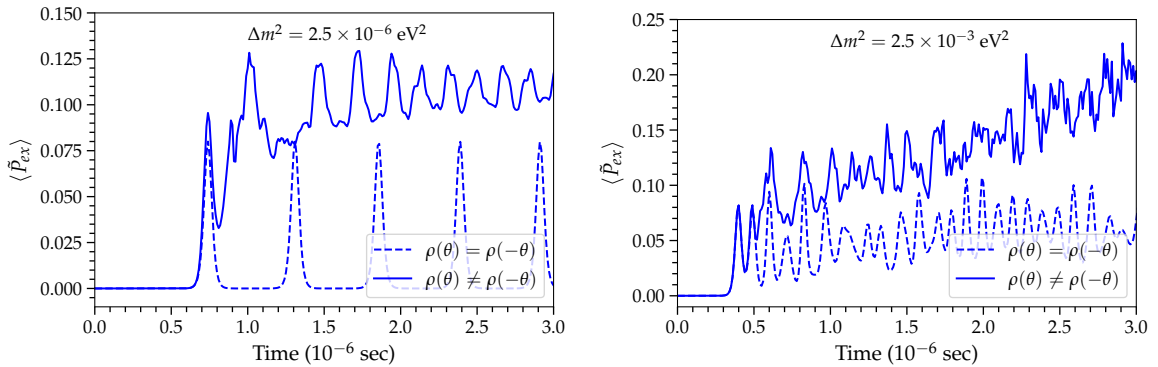 Δm² = 2.5 × 10⁻⁶ eV²
⟨P̃ₑₓ⟩
0.150
0.125
0.100
0.075
0.050
0.025
0.000
ρ(θ) = ρ(−θ)
ρ(θ) ≠ ρ(−θ)
0.0 0.5 1.0 1.5 2.0 2.5 3.0
Time (10⁻⁶ sec)
Δm² = 2.5 × 10⁻³ eV²
⟨P̃ₑₓ⟩
0.25
0.20
0.15
0.10
0.05
0.00
ρ(θ) = ρ(−θ)
ρ(θ) ≠ ρ(−θ)
0.0 0.5 1.0 1.5 2.0 2.5 3.0
Time (10⁻⁶ sec)